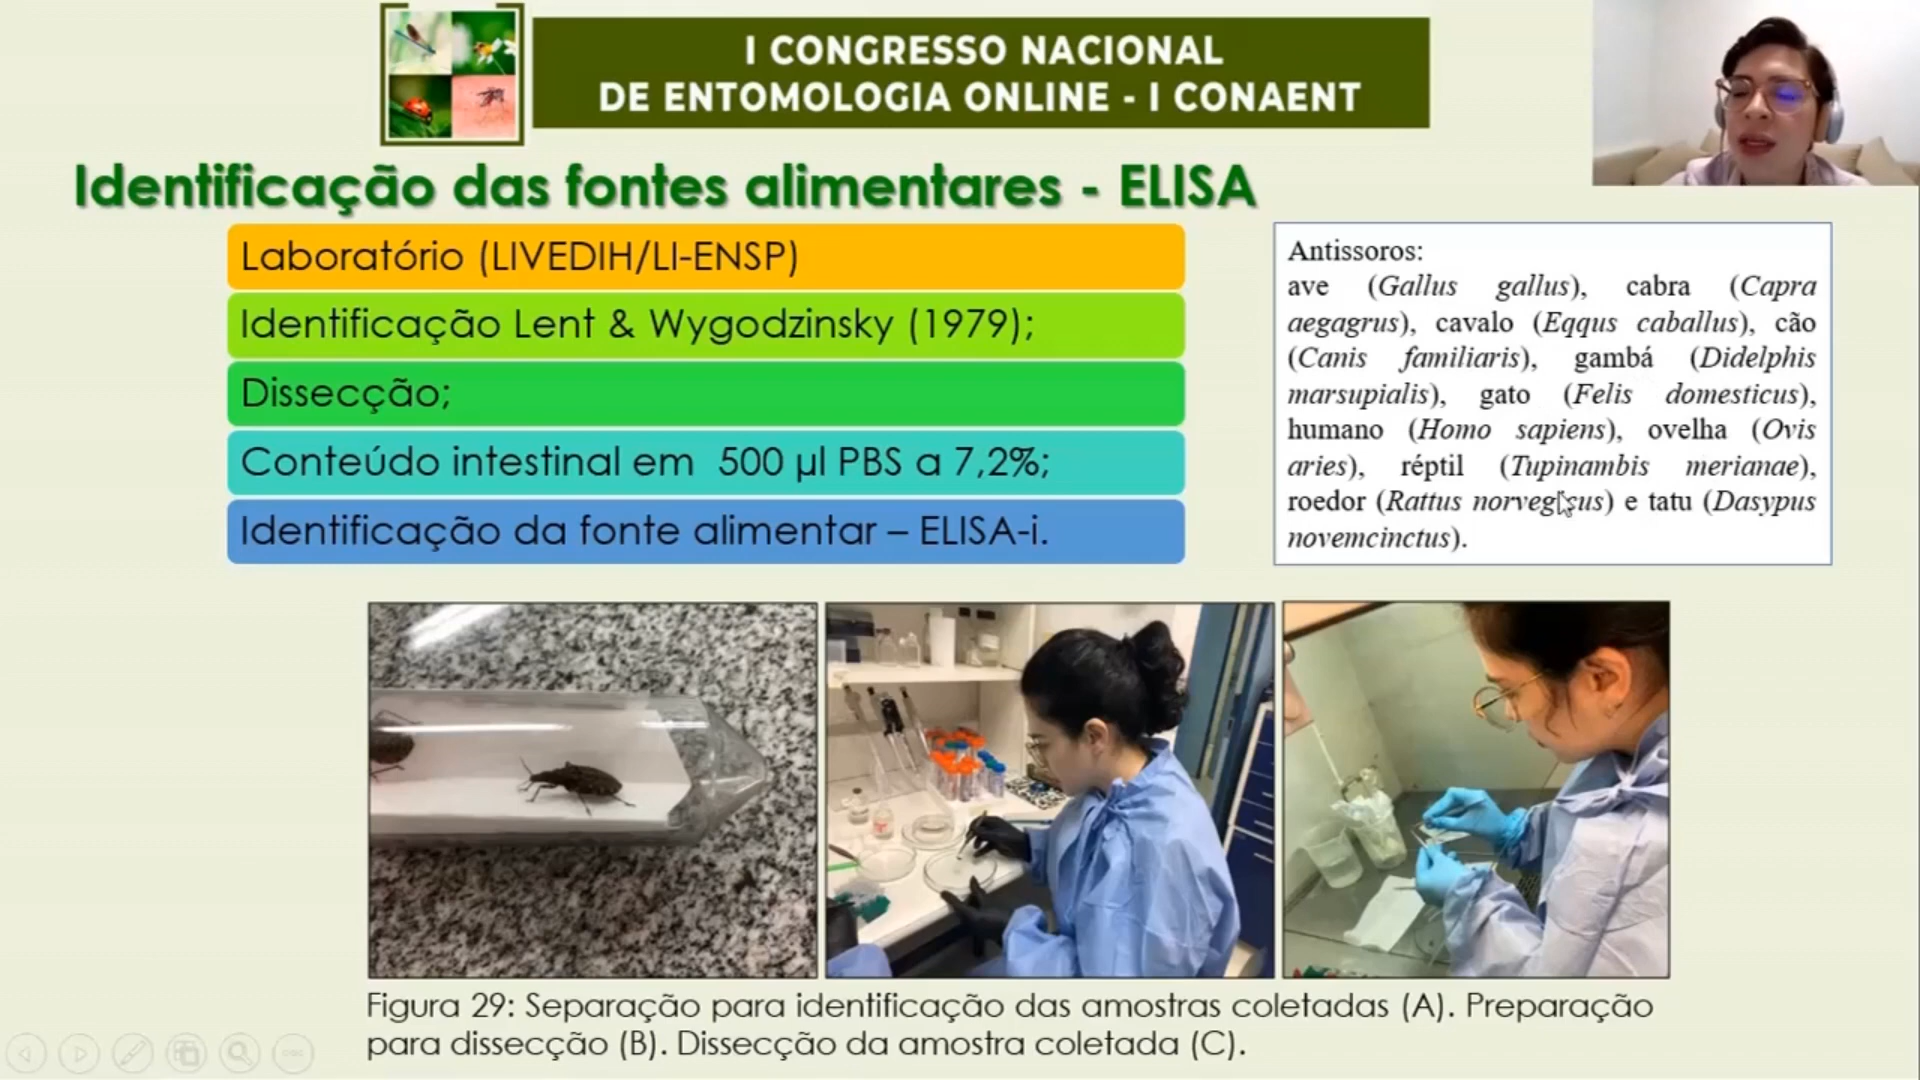 I CONGRESSO NACIONAL
DE ENTOMOLOGIA ONLINE - I CONAENT
Identificação das fontes alimentares - ELISA
Laboratório (LIVEDIH/LI-ENSP)
Identificação Lent & Wygodzinsky (1979);
Dissecção;
Conteúdo intestinal em 500 µl PBS a 7,2%;
Identificação da fonte alimentar – ELISA-i.
Antissoros:
ave (Gallus gallus), cabra (Capra
aegagrus), cavalo (Eqqus caballus), cão
(Canis familiaris), gambá (Didelphis
marsupialis), gato (Felis domesticus),
humano (Homo sapiens), ovelha (Ovis
aries), réptil (Tupinambis merianae),
roedor (Rattus norvegicus) e tatu (Dasypus
novemcinctus).
Figura 29: Separação para identificação das amostras coletadas (A). Preparação
para dissecção (B). Dissecção da amostra coletada (C).